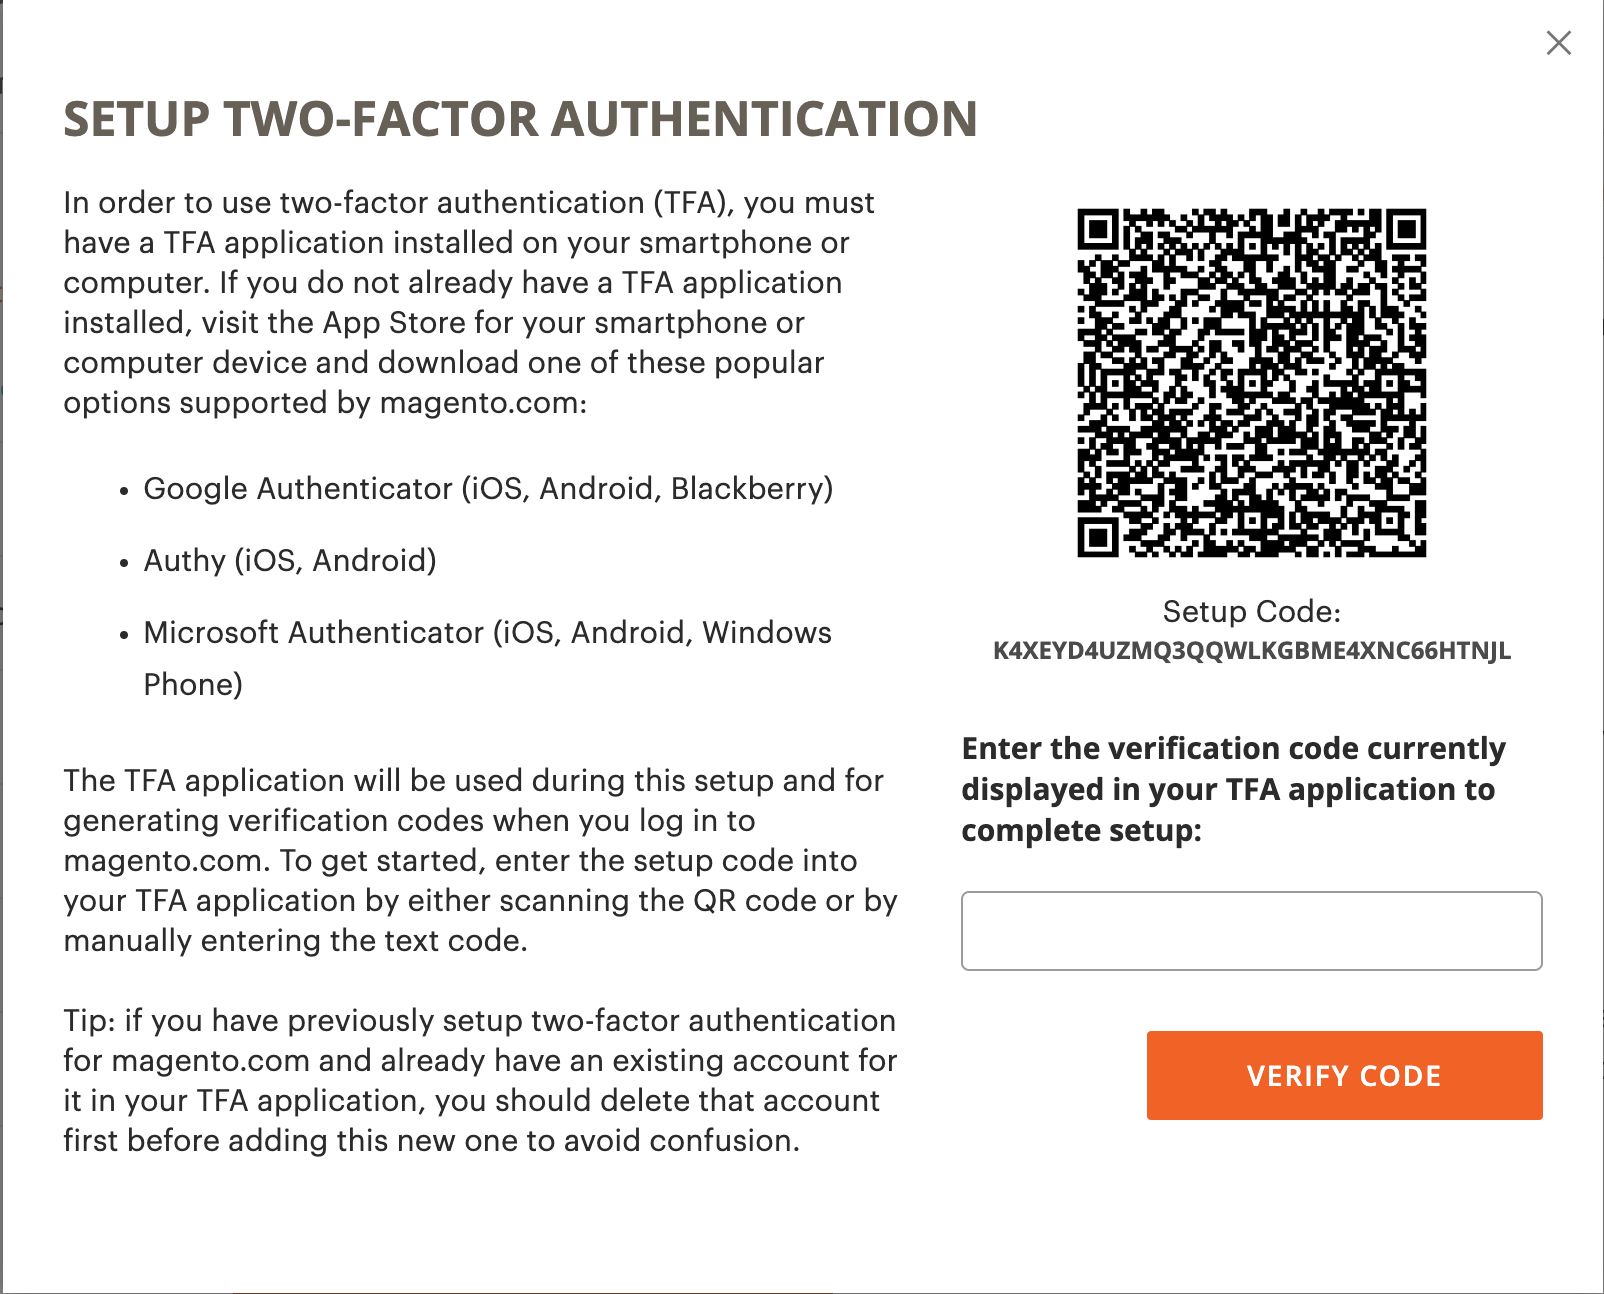 SETUP TWO-FACTOR AUTHENTICATION
In order to use two-factor authentication (TFA), you must
have a TFA application installed on your smartphone or
computer. If you do not already have a TFA application
installed, visit the App Store for your smartphone or
computer device and download one of these popular
options supported by magento.com:
• Google Authenticator (iOS, Android, Blackberry)
• Authy (iOS, Android)
• Microsoft Authenticator (iOS, Android, Windows
Phone)
The TFA application will be used during this setup and for
generating verification codes when you log in to
magento.com. To get started, enter the setup code into
your TFA application by either scanning the QR code or by
manually entering the text code.
Tip: if you have previously setup two-factor authentication
for magento.com and already have an existing account for
it in your TFA application, you should delete that account
first before adding this new one to avoid confusion.
Setup Code:
K4XEYD4UZMQ3QQWLKGBME4XNC66HTNJL
Enter the verification code currently
displayed in your TFA application to
complete setup:
VERIFY CODE